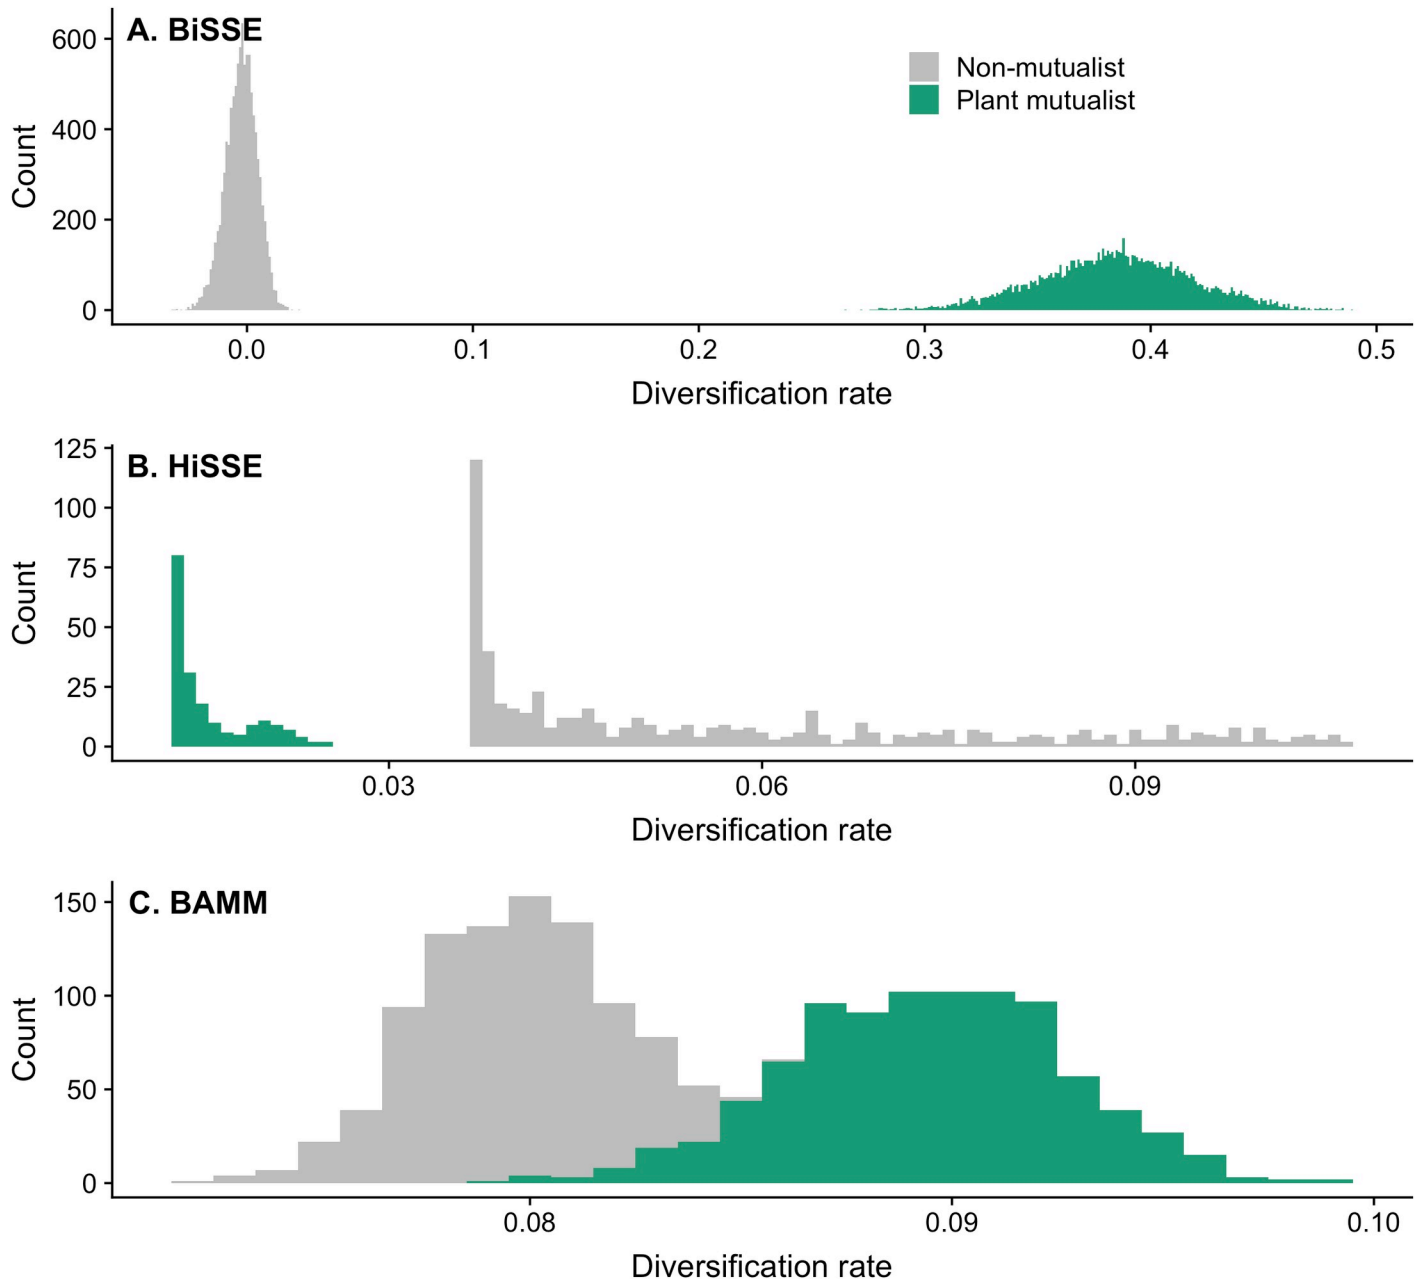 A. BiSSE
600
400
200
0
Count
Non-mutualist
Plant mutualist
0.0 0.1 0.2 0.3 0.4 0.5
Diversification rate
B. HiSSE
125
100
75
50
25
0
Count
0.03 0.06 0.09
Diversification rate
C. BAMM
150
100
50
0
Count
0.08 0.09 0.10
Diversification rate